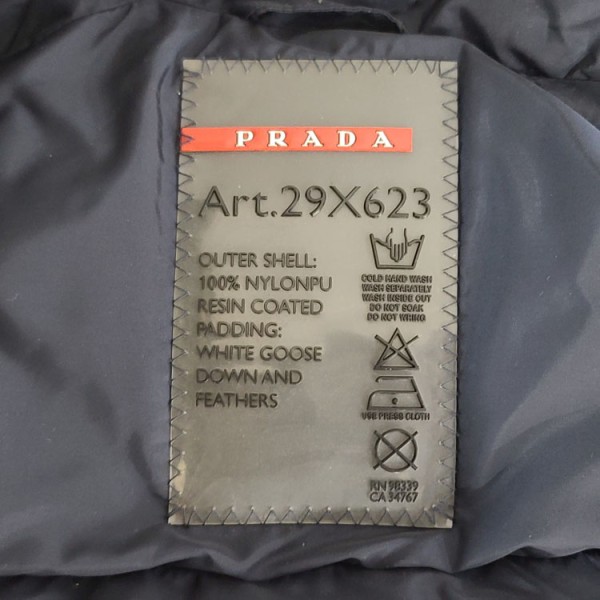 PRADA
Art.29X623
OUTER SHELL:
100% NYLONPU
RESIN COATED
PADDING:
WHITE GOOSE
DOWN AND
FEATHERS
COLD HAND WASH
WASH SEPARATELY
WASH INSIDE OUT
DO NOT SOAK
DO NOT WRING
USE PRESS CLOTH
RN 98339
CA 34767